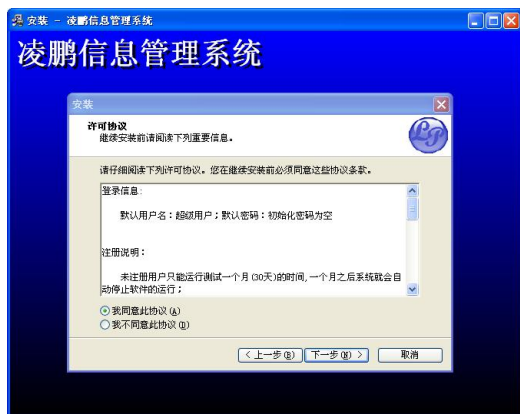 安装 - 凌鹏信息管理系统
凌鹏信息管理系统
安装
许可协议
继续安装前请阅读下列重要信息。
LP
请仔细阅读下列许可协议。您在继续安装前必须同意这些协议条款。
登录信息:
默认用户名：超级用户；默认密码：初始化密码为空
注册说明：
未注册用户只能运行测试一个月(30天)的时间,一个月之后系统就会自
动停止软件的运行；
我同意此协议(A)
我不同意此协议(D)
< 上一步(B)
下一步(N) >
取消